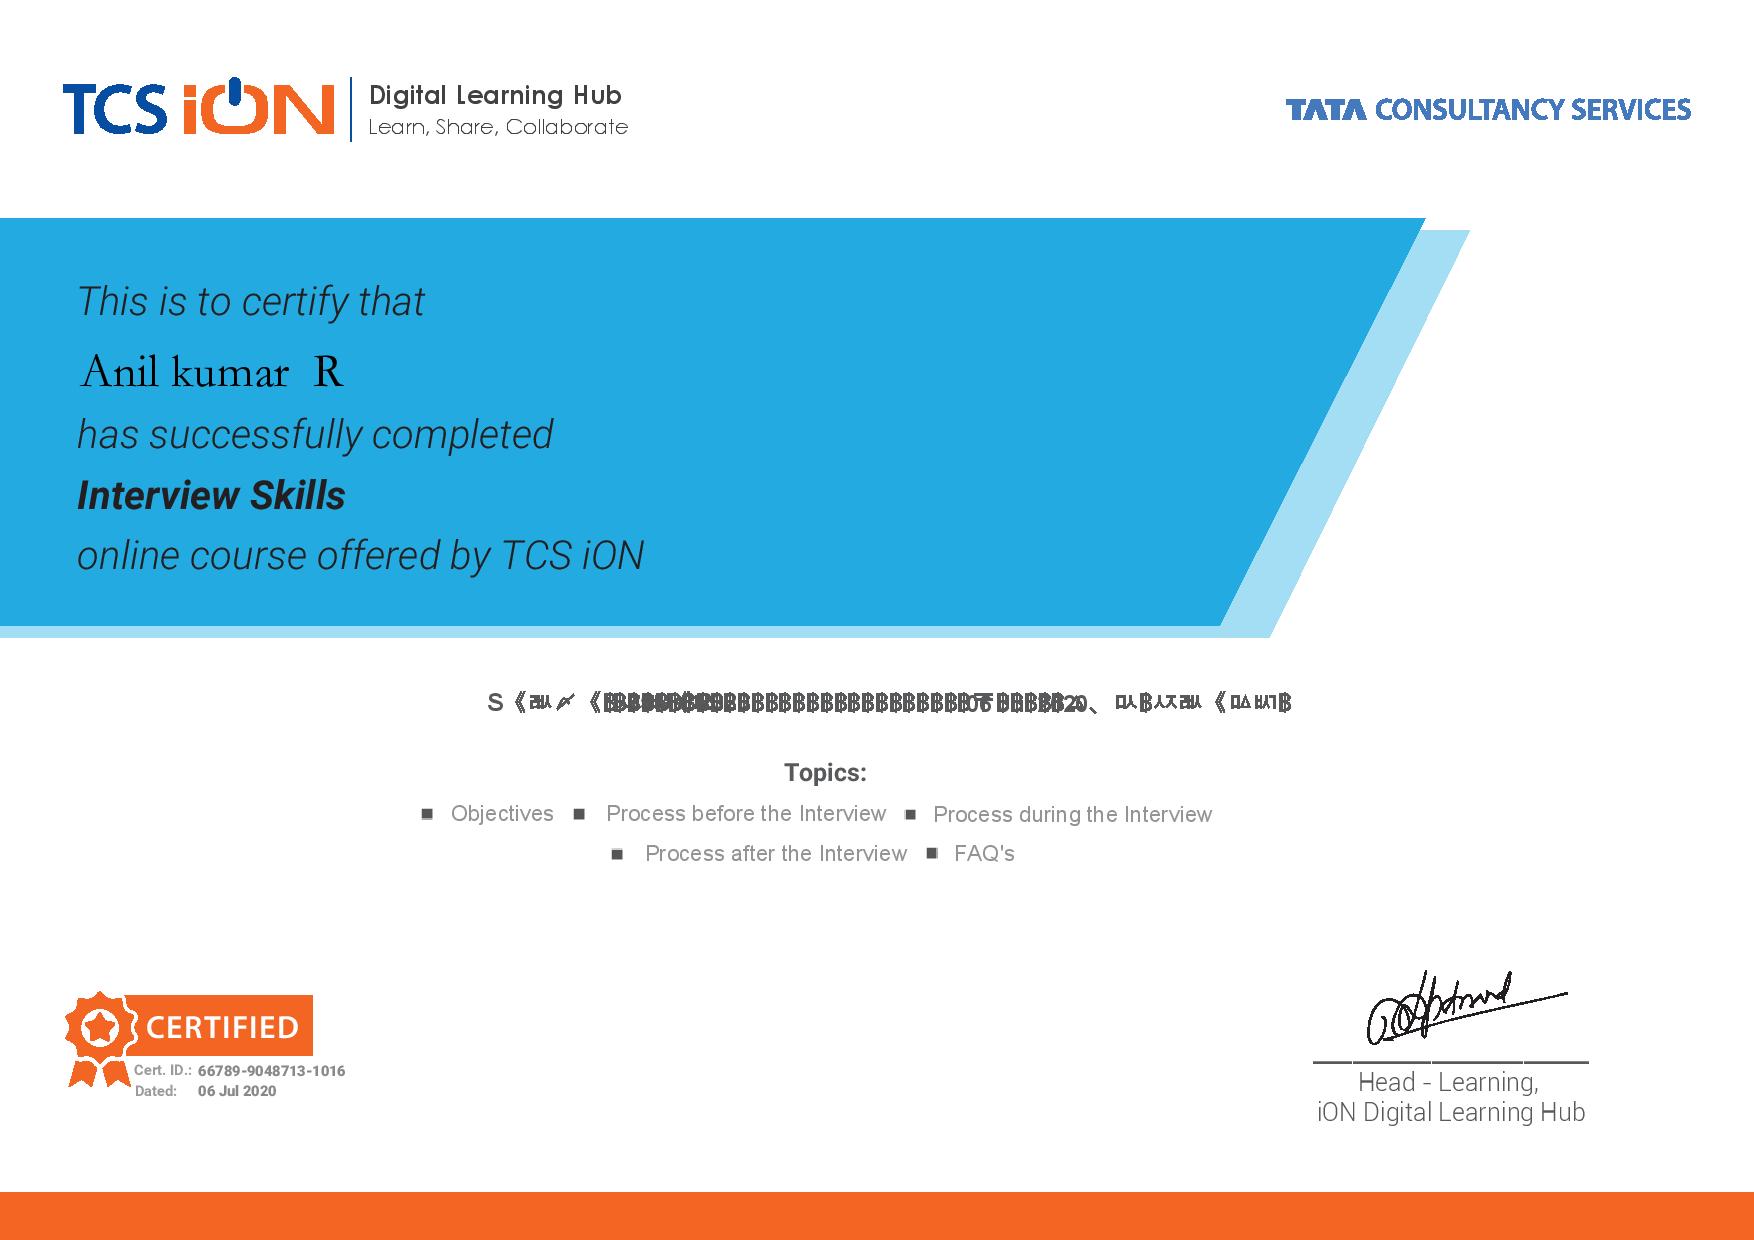 TCS iON
Digital Learning Hub
Learn, Share, Collaborate
TATA CONSULTANCY SERVICES
This is to certify that
Anil kumar R
has successfully completed
Interview Skills
online course offered by TCS iON
Topics:
■ Objectives ■ Process before the Interview ■ Process during the Interview
■ Process after the Interview ■ FAQ's
CERTIFIED
Cert. ID.: 66789-9048713-1016
Dated: 06 Jul 2020
Head - Learning,
iON Digital Learning Hub